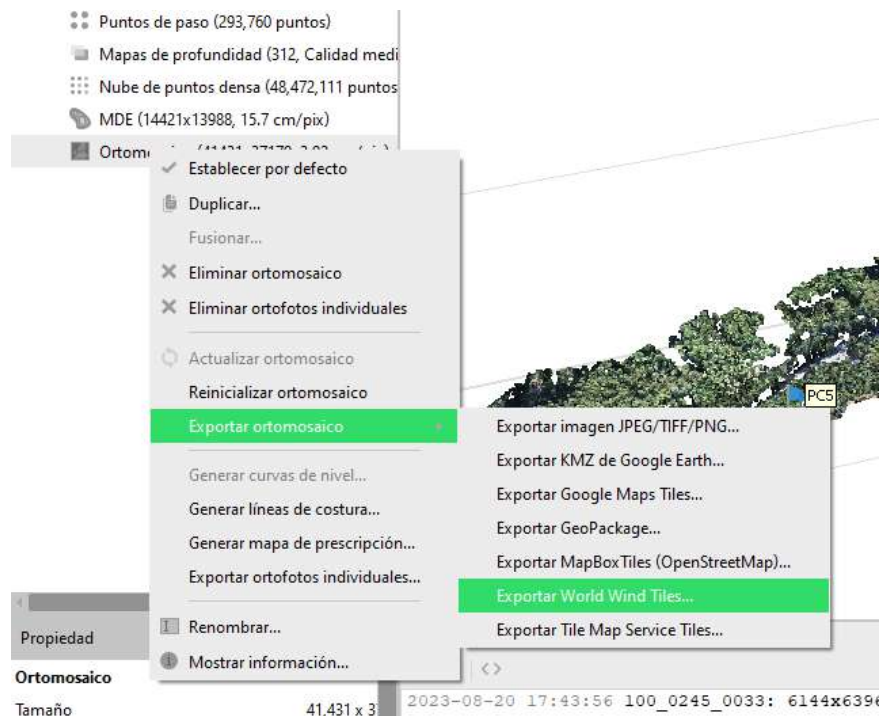 Puntos de paso (293,760 puntos)
Mapas de profundidad (312, Calidad medi
Nube de puntos densa (48,472,111 puntos
MDE (14421x13988, 15.7 cm/pix)
Establecer por defecto
Duplicar...
Fusionar...
Eliminar ortomosaico
Eliminar ortofotos individuales
Actualizar ortomosaico
Reinicializar ortomosaico
Exportar ortomosaico
Generar curvas de nivel...
Generar líneas de costura...
Generar mapa de prescripción...
Exportar ortofotos individuales...
Renombrar...
Mostrar información...
PC5
Exportar imagen JPEG/TIFF/PNG...
Exportar KMZ de Google Earth...
Exportar Google Maps Tiles...
Exportar GeoPackage...
Exportar MapBoxTiles (OpenStreetMap)...
Exportar World Wind Tiles...
Exportar Tile Map Service Tiles...
Propiedad
Ortomosaico
Tamaño
41,431 x 3
2023-08-20 17:43:56 100_0245_0033: 6144x6396